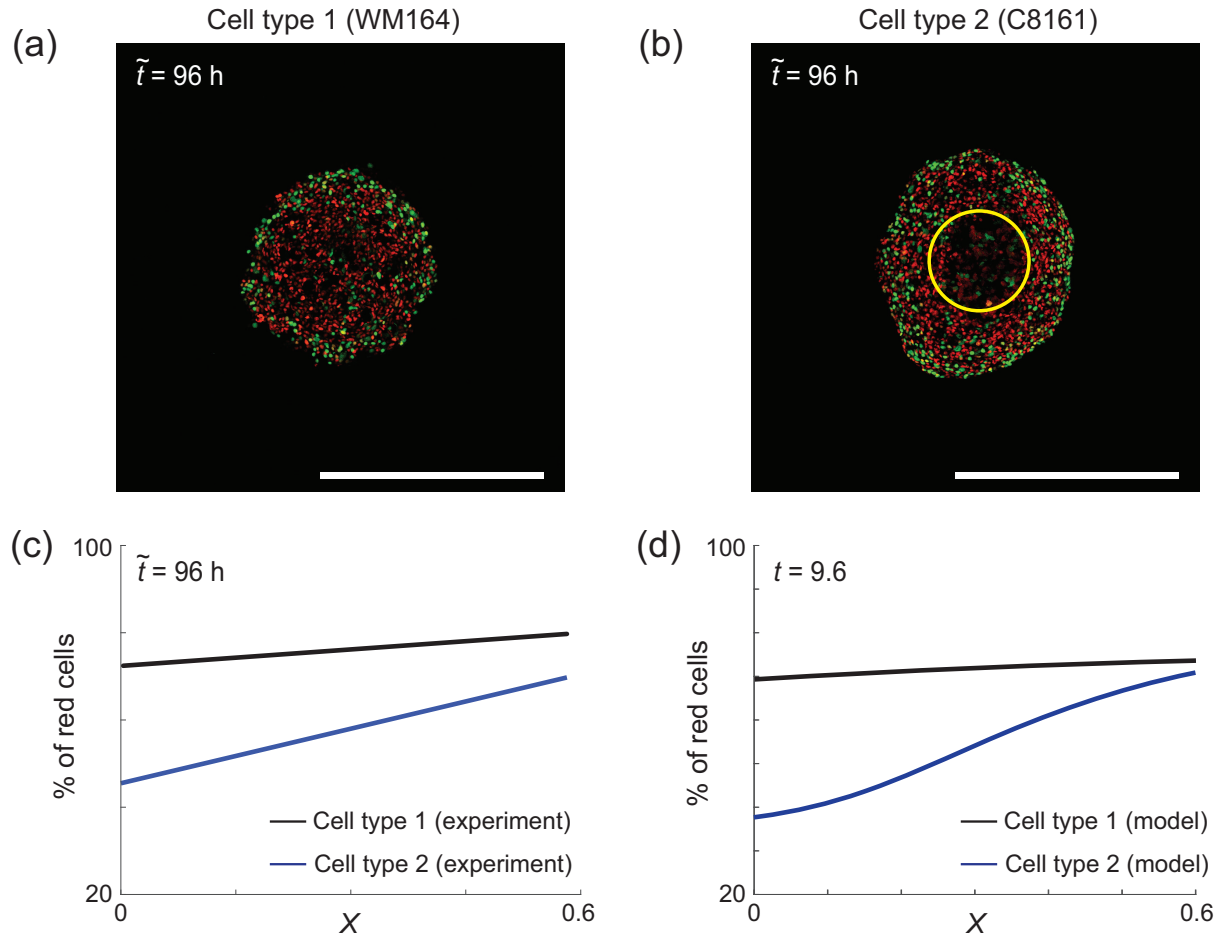 Cell type 1 (WM164)
Cell type 2 (C8161)
(a)
t̃ = 96 h
(b)
t̃ = 96 h
(c)
100
t̃ = 96 h
% of red cells
Cell type 1 (experiment)
Cell type 2 (experiment)
20
0
X
0.6
(d)
100
t = 9.6
% of red cells
Cell type 1 (model)
Cell type 2 (model)
20
0
X
0.6